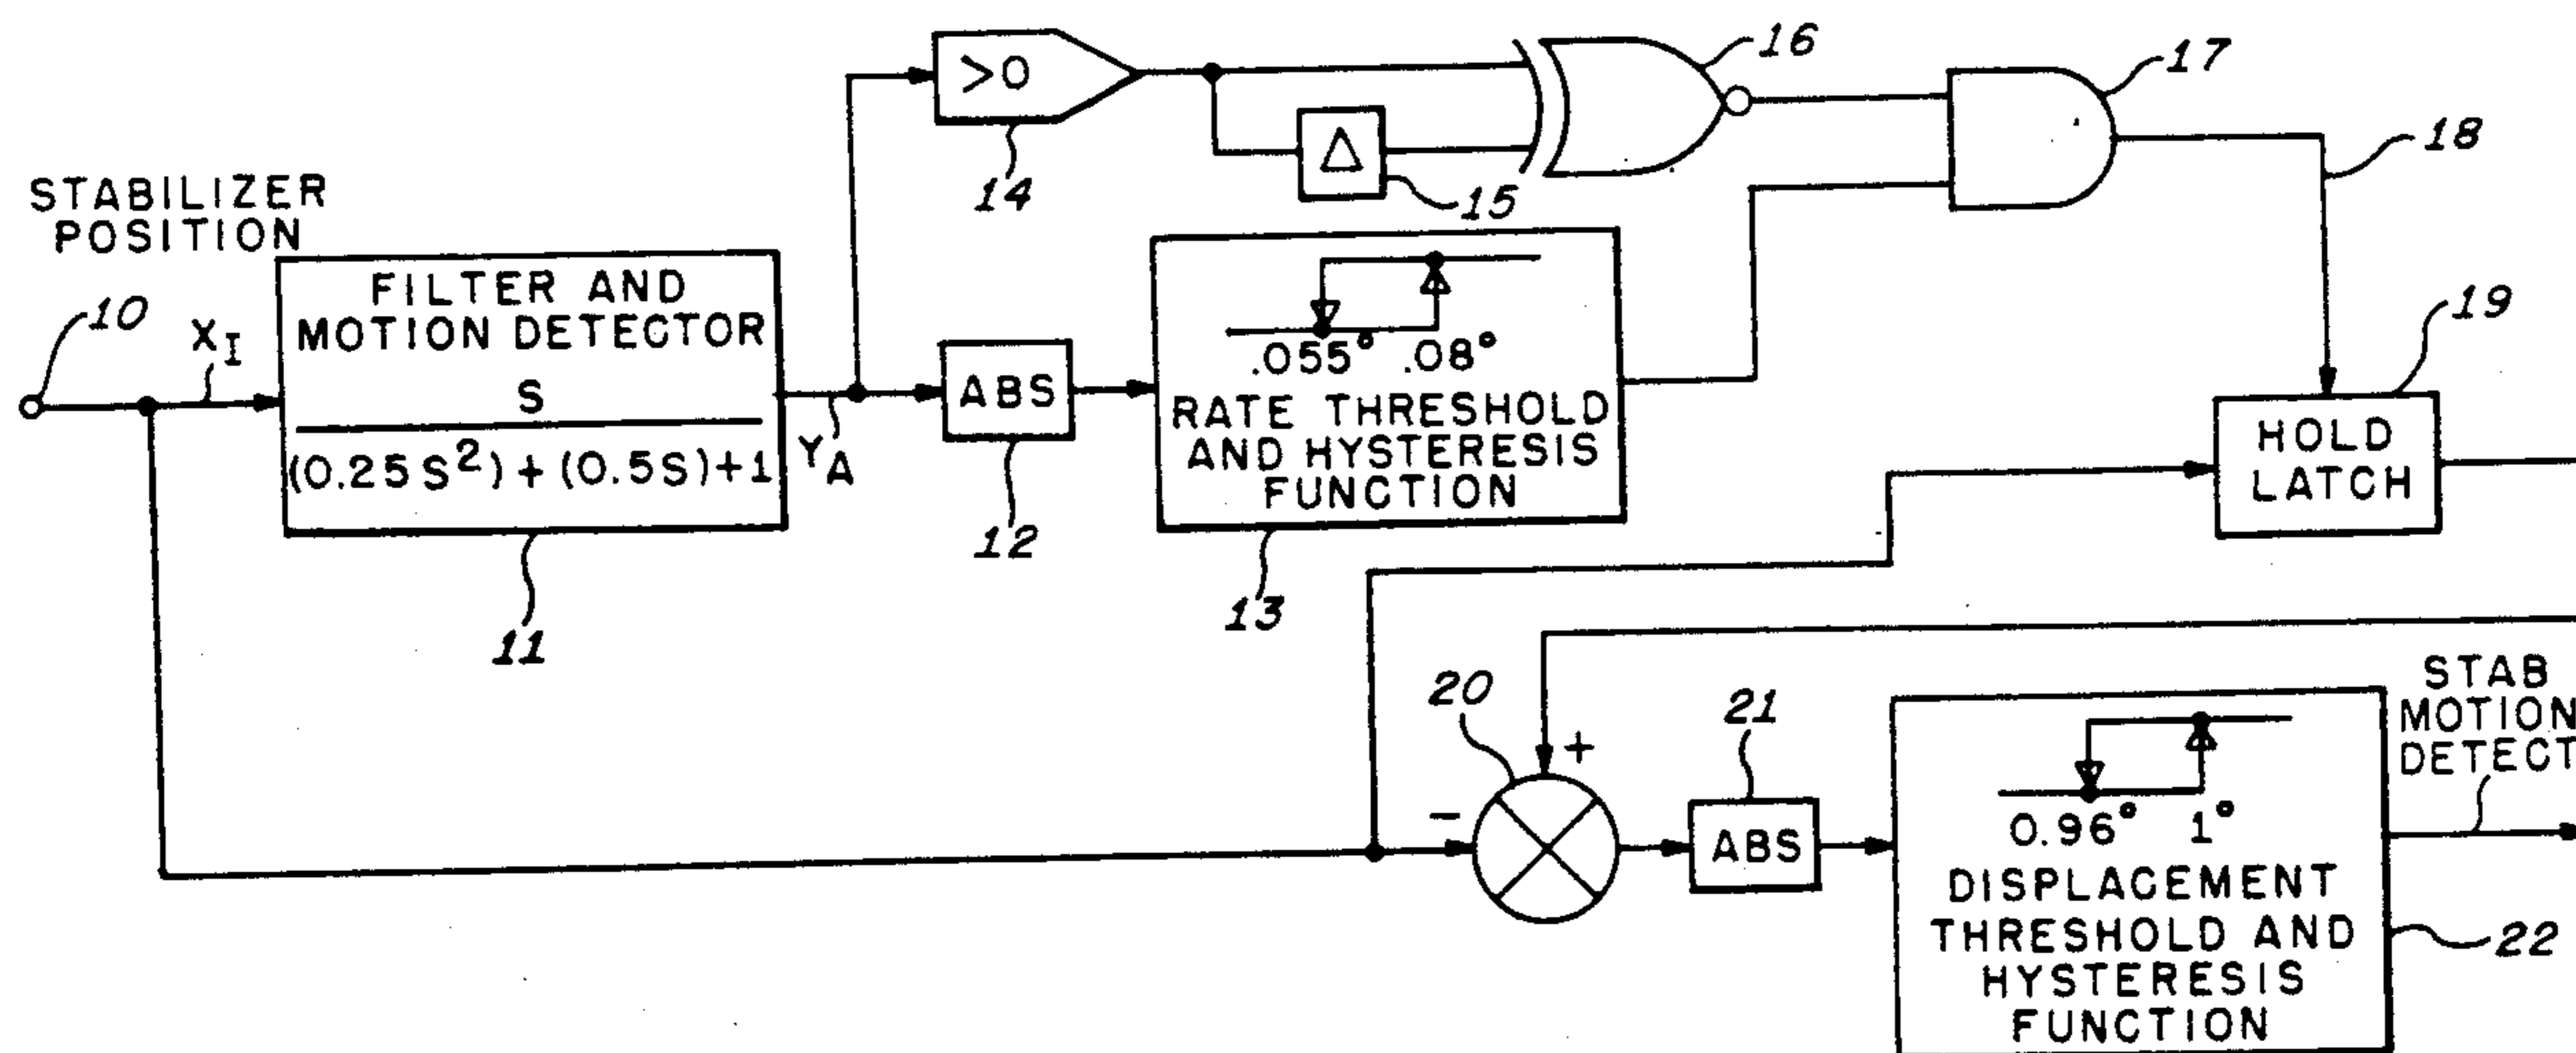 >0
16
17
14
Δ
15
18
STABILIZER
POSITION
10
X_I
FILTER AND
MOTION DETECTOR
S
(0.25S²)+(0.5S)+1
11
Y_A
ABS
12
.055° .08°
RATE THRESHOLD
AND HYSTERESIS
FUNCTION
13
19
HOLD
LATCH
20
+
-
21
ABS
0.96° 1°
DISPLACEMENT
THRESHOLD AND
HYSTERESIS
FUNCTION
22
STAB
MOTION
DETECT